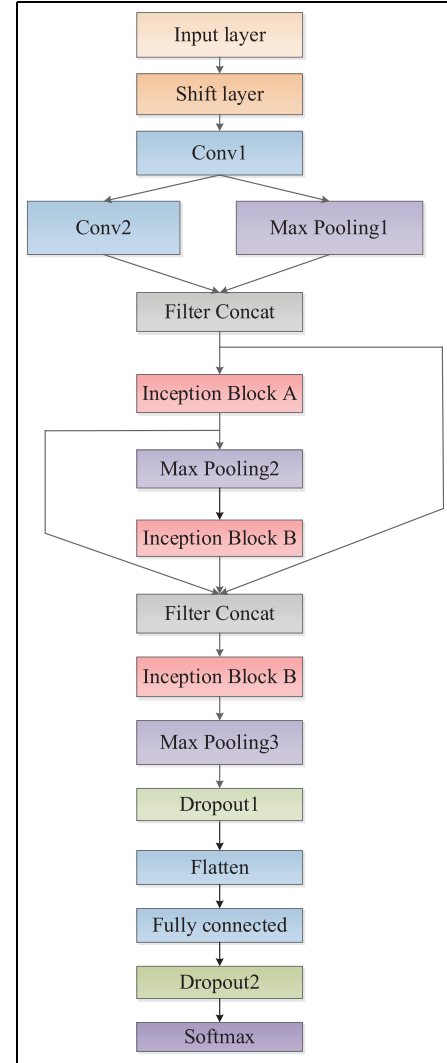 Input layer
Shift layer
Conv1
Conv2
Max Pooling1
Filter Concat
Inception Block A
Max Pooling2
Inception Block B
Filter Concat
Inception Block B
Max Pooling3
Dropout1
Flatten
Fully connected
Dropout2
Softmax